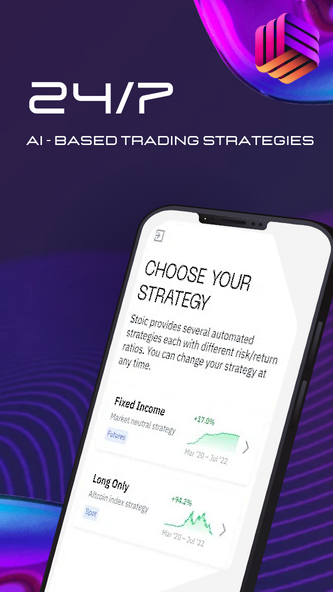 24/7
AI - BASED TRADING STRATEGIES
CHOOSE YOUR
STRATEGY
Stoic provides several automated
strategies each with different risk/return
ratios. You can change your strategy at
any time.
Fixed Income
Market neutral strategy
Futures
+17.0%
Mar '20 – Jul '22
Long Only
Altcoin index strategy
Spot
+94.2%
Mar '20 – Jul '22